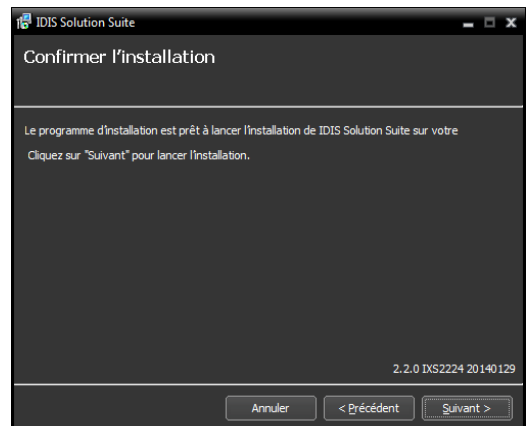 IDIS Solution Suite
Confirmer l'installation
Le programme d'installation est prêt à lancer l'installation de IDIS Solution Suite sur votre
Cliquez sur "Suivant" pour lancer l'installation.
2.2.0 IXS2224 20140129
Annuler
< Précédent
Suivant >